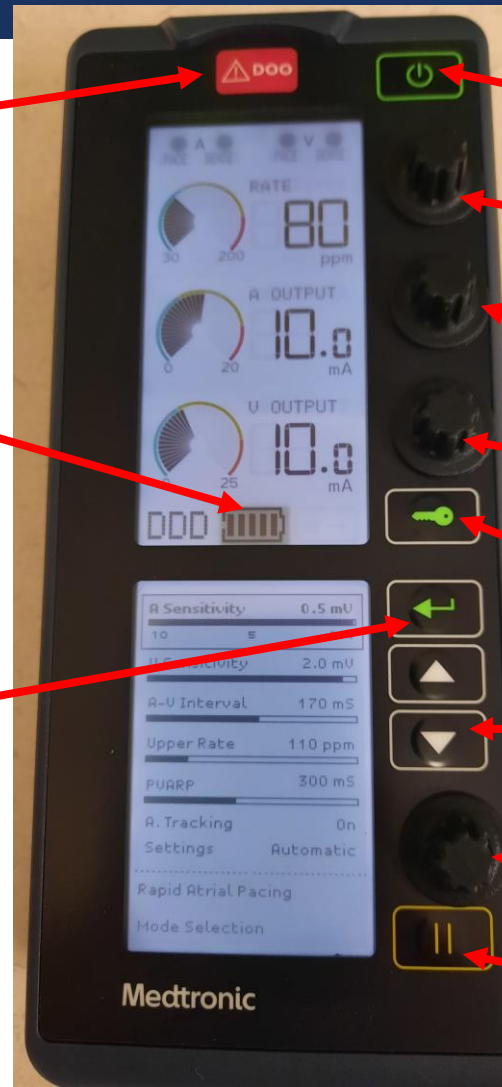 DOO
A V
PACE SENSE PACE SENSE
RATE
80
30 200 ppm
A OUTPUT
10.0
0 20 mA
V OUTPUT
10.0
0 25 mA
DDD
A Sensitivity 0.5 mV
10 5
V Sensitivity 2.0 mV
A-V Interval 170 mS
Upper Rate 110 ppm
PVARP 300 mS
A. Tracking On
Settings Automatic
Rapid Atrial Pacing
Mode Selection
Medtronic